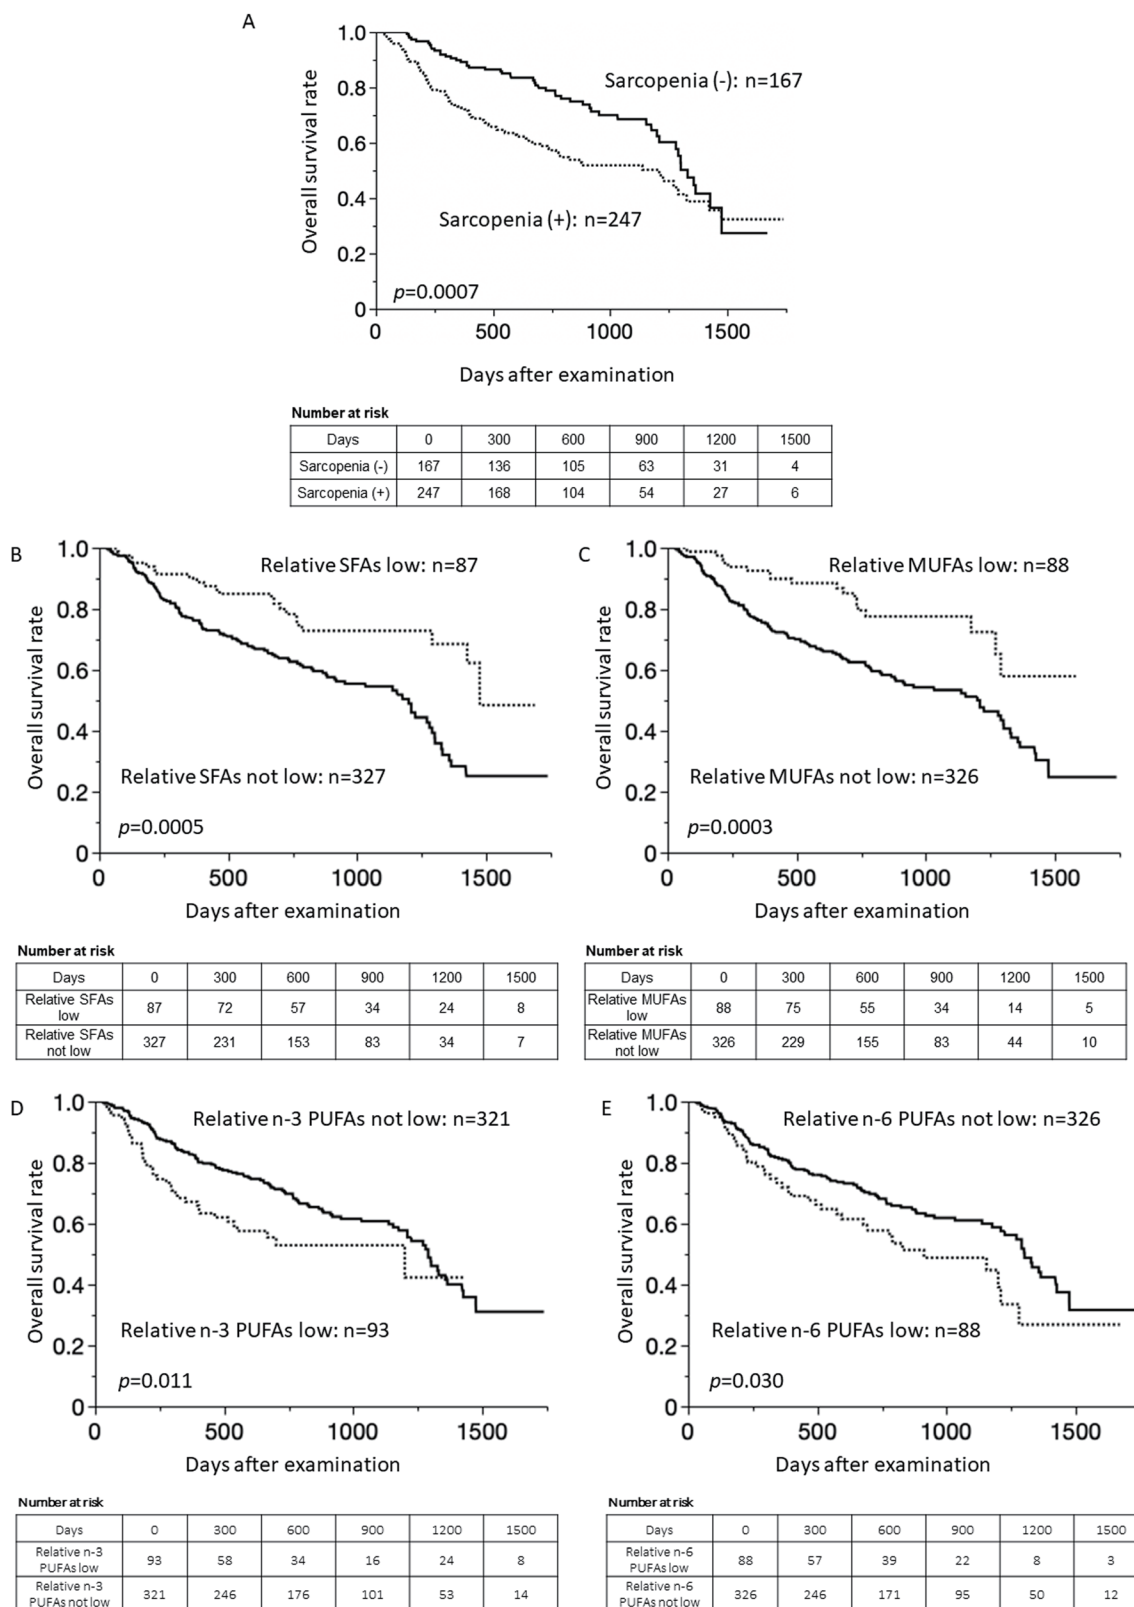 A
1.0
0.8
0.6
0.4
0.2
0
Overall survival rate
Sarcopenia (-): n=167
Sarcopenia (+): n=247
p=0.0007
0 500 1000 1500
Days after examination
Number at risk
Days 0 300 600 900 1200 1500
Sarcopenia (-) 167 136 105 63 31 4
Sarcopenia (+) 247 168 104 54 27 6
B
1.0
0.8
0.6
0.4
0.2
0
Overall survival rate
Relative SFAs low: n=87
Relative SFAs not low: n=327
p=0.0005
0 500 1000 1500
Days after examination
Number at risk
Days 0 300 600 900 1200 1500
Relative SFAs
low 87 72 57 34 24 8
Relative SFAs
not low 327 231 153 83 34 7
C
1.0
0.8
0.6
0.4
0.2
0
Overall survival rate
Relative MUFAs low: n=88
Relative MUFAs not low: n=326
p=0.0003
0 500 1000 1500
Days after examination
Number at risk
Days 0 300 600 900 1200 1500
Relative MUFAs
low 88 75 55 34 14 5
Relative MUFAs
not low 326 229 155 83 44 10
D
1.0
0.8
0.6
0.4
0.2
0
Overall survival rate
Relative n-3 PUFAs not low: n=321
Relative n-3 PUFAs low: n=93
p=0.011
0 500 1000 1500
Days after examination
Number at risk
Days 0 300 600 900 1200 1500
Relative n-3
PUFAs low 93 58 34 16 24 8
Relative n-3
PUFAs not low 321 246 176 101 53 14
E
1.0
0.8
0.6
0.4
0.2
0
Overall survival rate
Relative n-6 PUFAs not low: n=326
Relative n-6 PUFAs low: n=88
p=0.030
0 500 1000 1500
Days after examination
Number at risk
Days 0 300 600 900 1200 1500
Relative n-6
PUFAs low 88 57 39 22 8 3
Relative n-6
PUFAs not low 326 246 171 95 50 12